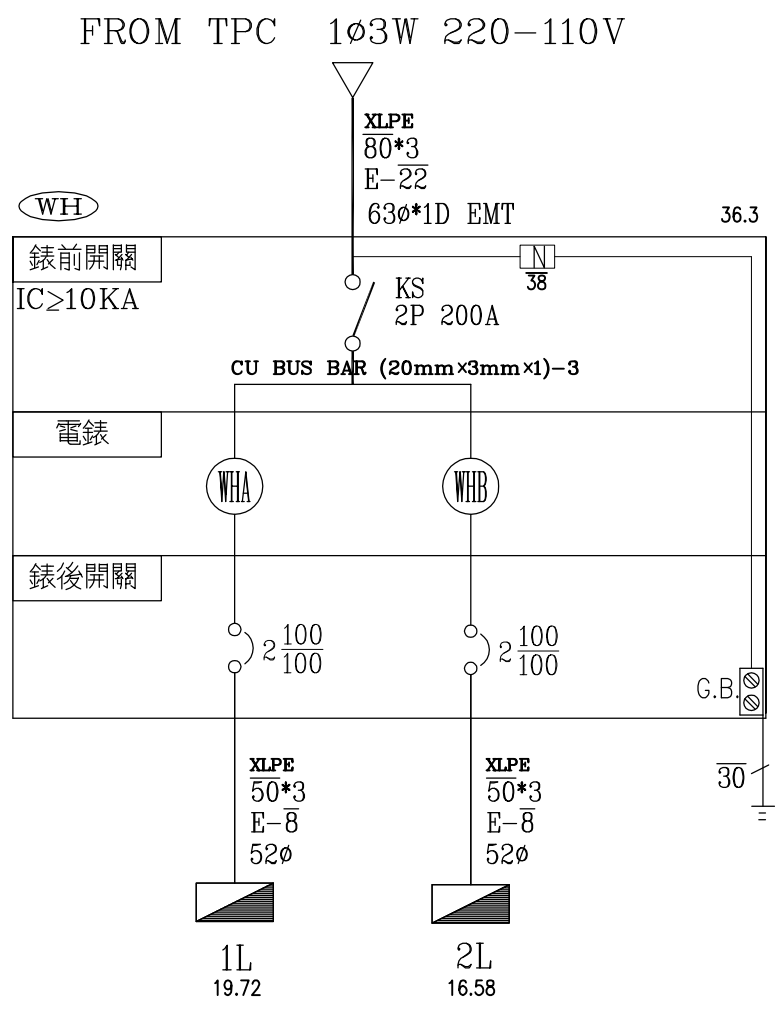 FROM TPC 1ø3W 220-110V
XLPE
80*3
E-22
63ø*1D EMT
WH
36.3
錶前開關
IC≥10KA
N
38
KS
2P 200A
CU BUS BAR (20mm×3mm×1)-3
電錶
WHA
WHB
錶後開關
2 100/100
2 100/100
G.B.
XLPE
50*3
E-8
52ø
XLPE
50*3
E-8
52ø
30
1L
19.72
2L
16.58